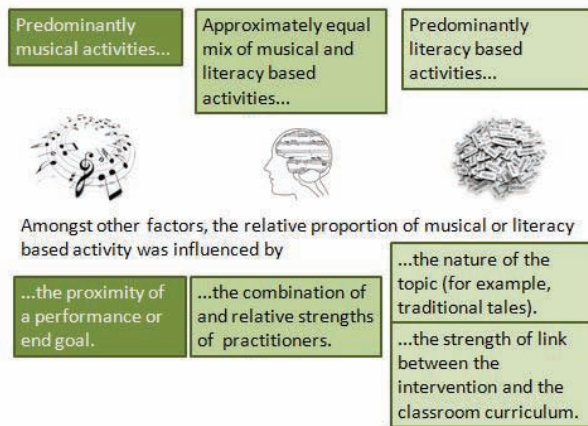 Predominantly
musical activities...
Approximately equal
mix of musical and
literacy based
activities...
Predominantly
literacy based
activities...
Amongst other factors, the relative proportion of musical or literacy
based activity was influenced by
...the proximity of
a performance or
end goal.
...the combination of
and relative strengths
of practitioners.
...the nature of the
topic (for example,
traditional tales).
...the strength of link
between the
intervention and the
classroom curriculum.